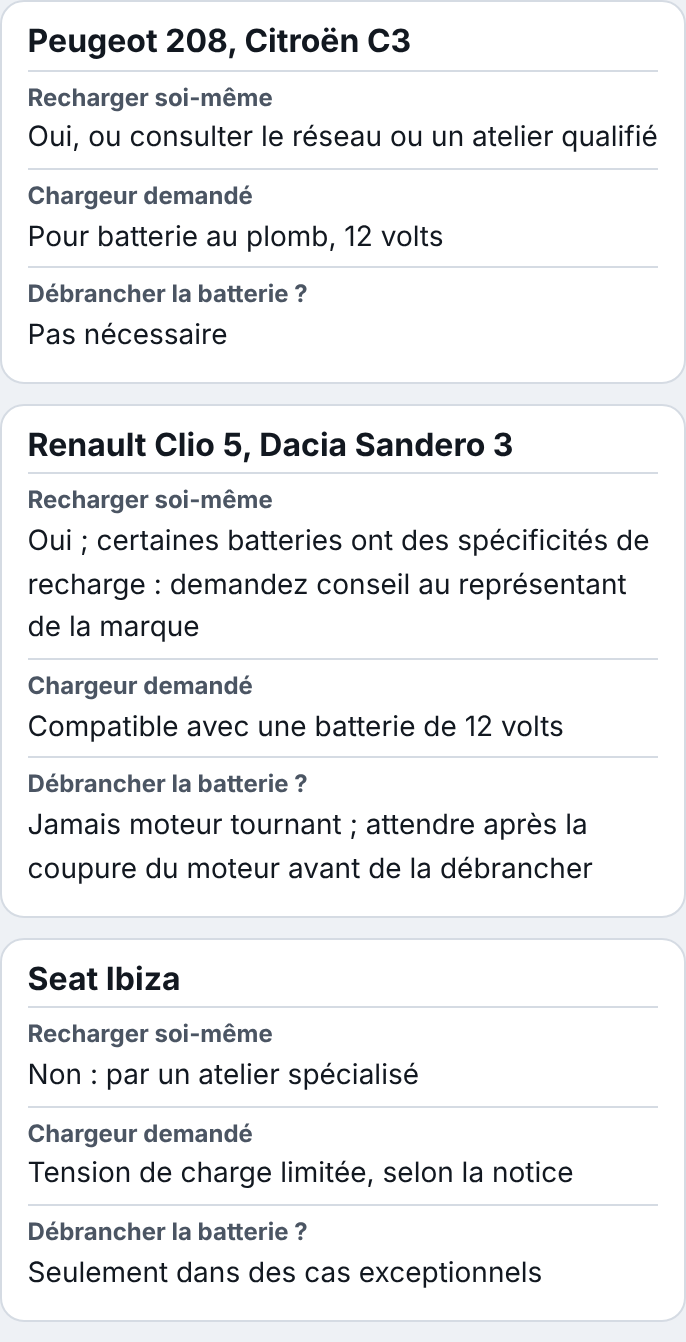 Peugeot 208, Citroën C3
Recharger soi-même
Oui, ou consulter le réseau ou un atelier qualifié
Chargeur demandé
Pour batterie au plomb, 12 volts
Débrancher la batterie ?
Pas nécessaire
Renault Clio 5, Dacia Sandero 3
Recharger soi-même
Oui ; certaines batteries ont des spécificités de
recharge : demandez conseil au représentant
de la marque
Chargeur demandé
Compatible avec une batterie de 12 volts
Débrancher la batterie ?
Jamais moteur tournant ; attendre après la
coupure du moteur avant de la débrancher
Seat Ibiza
Recharger soi-même
Non : par un atelier spécialisé
Chargeur demandé
Tension de charge limitée, selon la notice
Débrancher la batterie ?
Seulement dans des cas exceptionnels